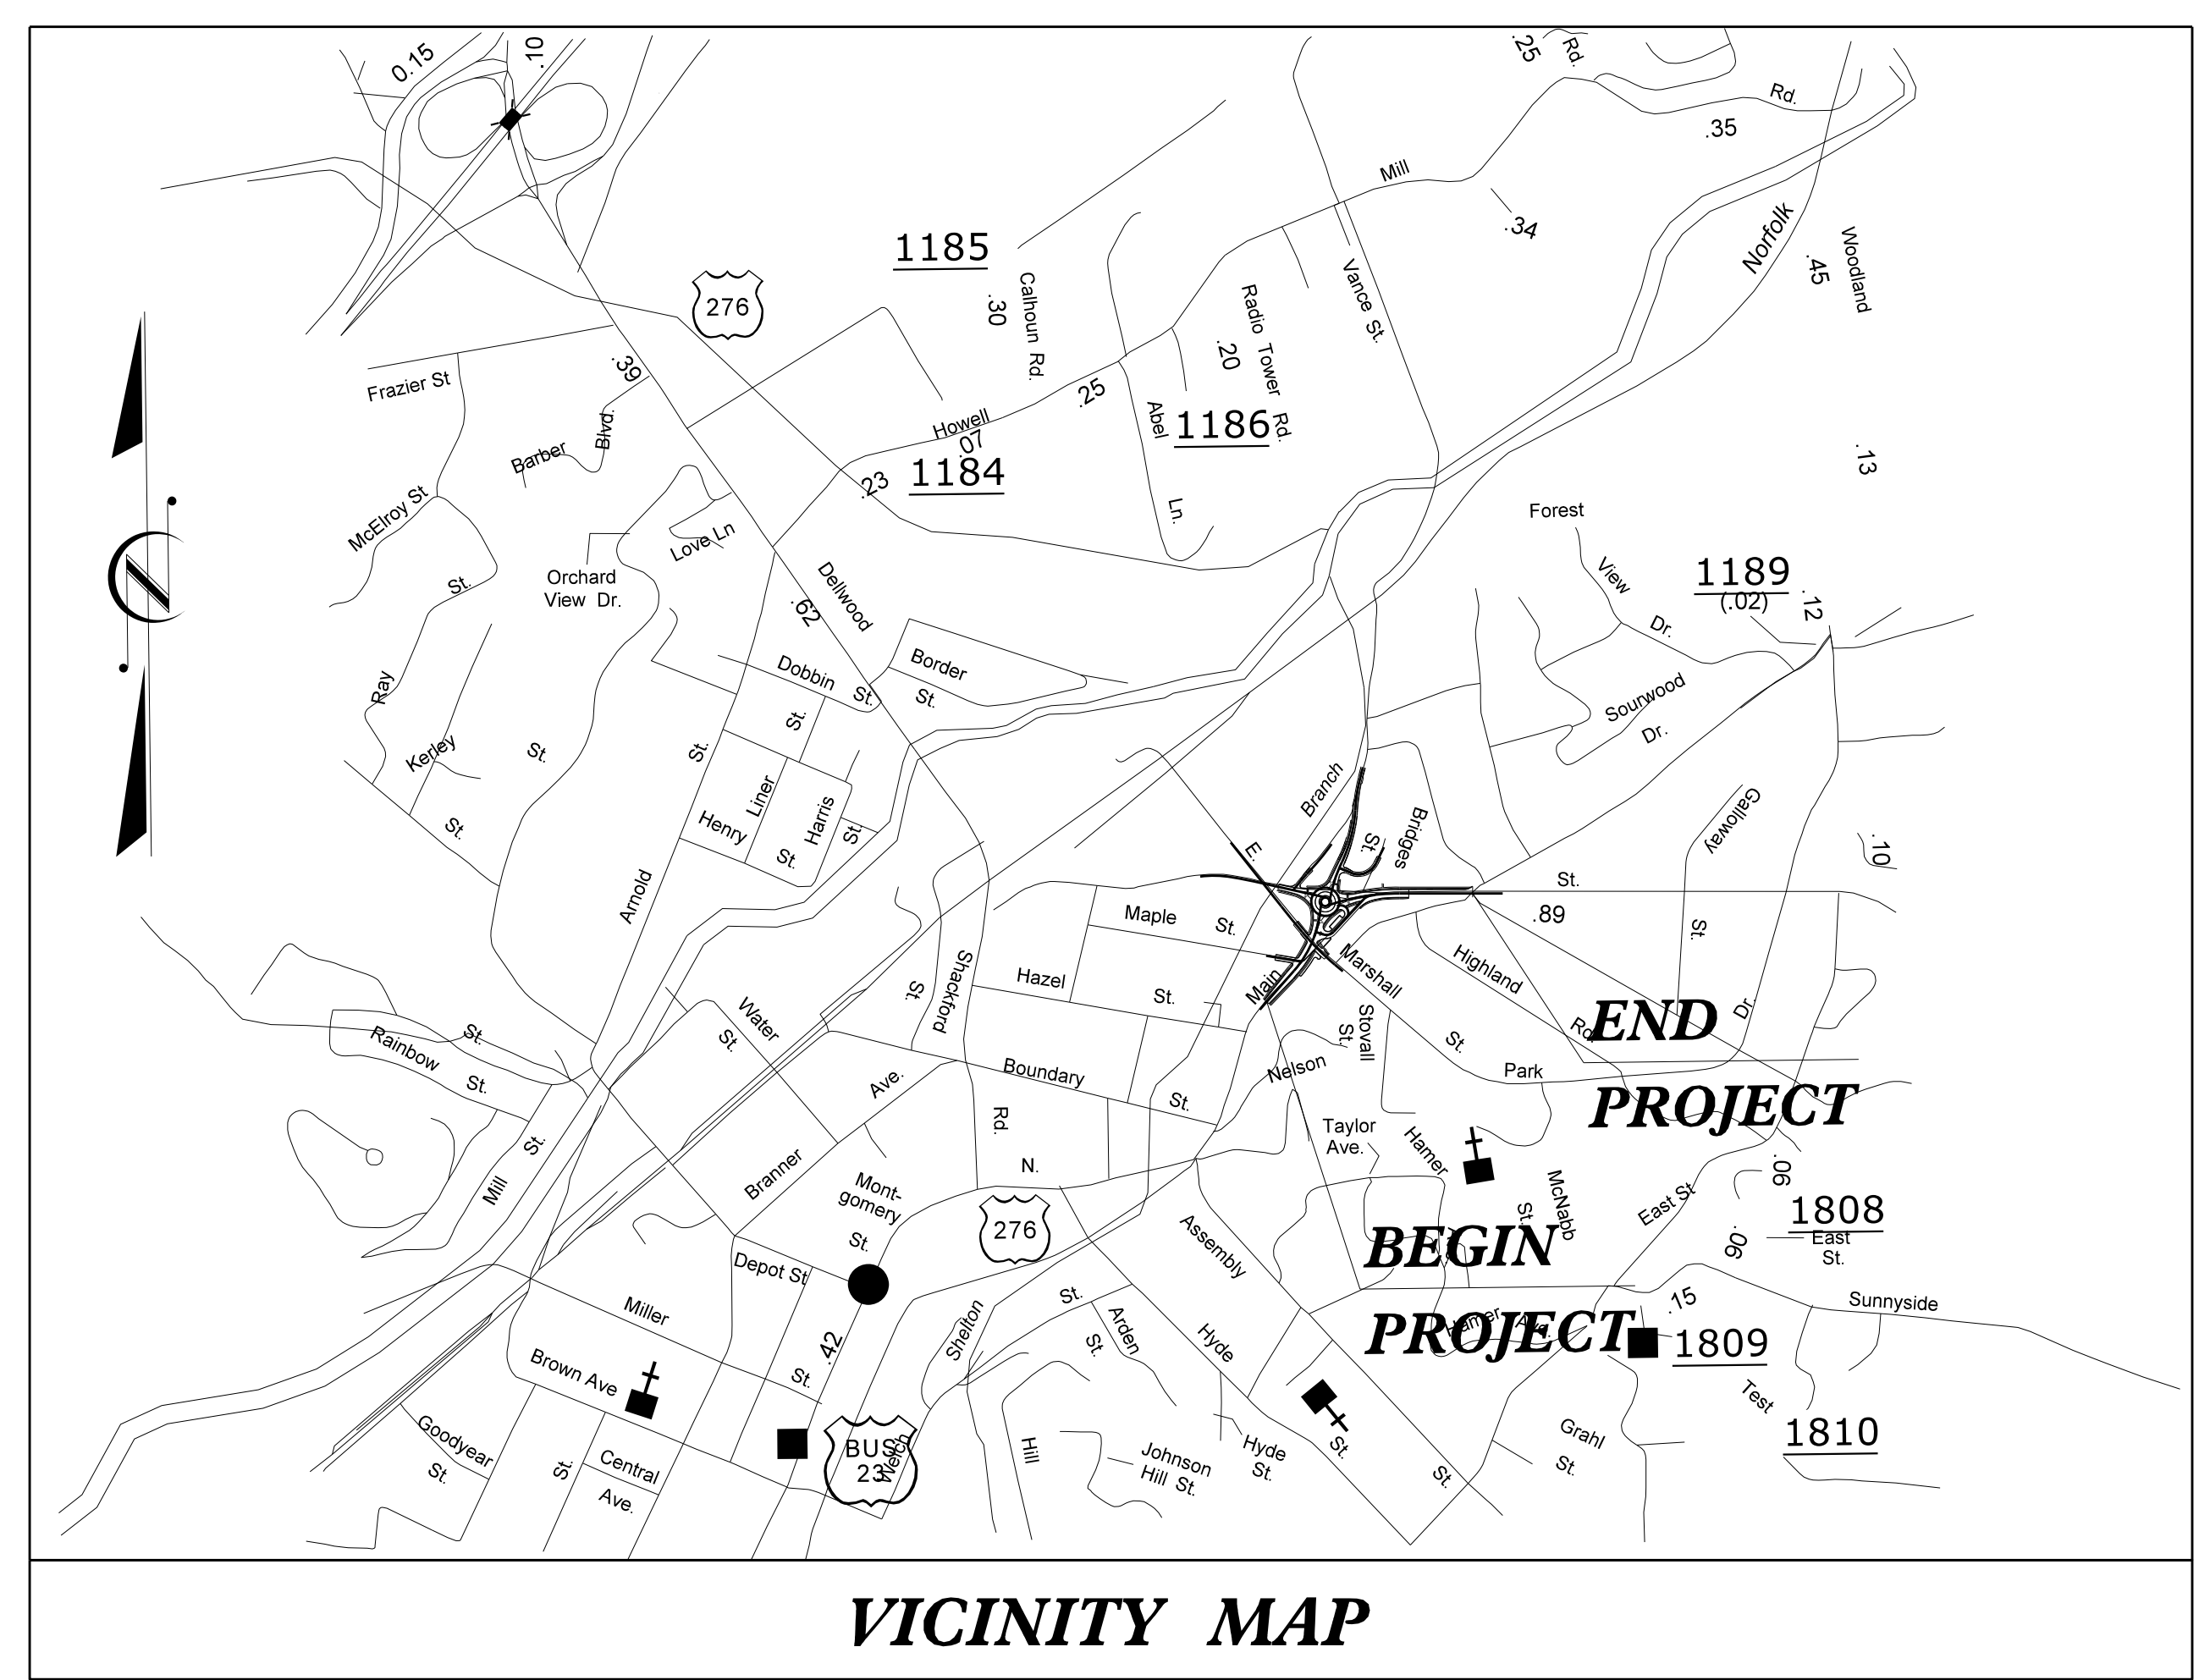 0.15
.10
.25
Rd.
Rd.
.35
Mill
.34
Norfolk
.45
Woodland
1185
276
.30
Calhoun Rd.
Radio Tower Rd.
.20
Vance St.
.39
Frazier St
Barber Blvd.
Howell
.07
.25
Abel Ln.
1186
.23
1184
.13
McElroy St
Love Ln
Forest View Dr.
Orchard
View Dr.
St.
Dellwood
.62
1189
(.02)
.12
Dobbin St.
Border
St.
Ray
Sourwood
Dr.
Kerley
St.
St.
St.
St.
Liner
Henry
St.
Harris
St.
Arnold
Branch
E.
St.
Bridges
Galloway
St.
.10
St.
.89
Maple St.
Hazel St.
Main
Marshall
St.
Highland
Rd.
END
PROJECT
Dr.
Shackford
St.
Water
St.
Rainbow
St.
St.
Boundary
St.
Nelson
St.
Stovall
Park
Ave.
Branner
Rd.
N.
Taylor
Ave.
Hamer
St.
McNabb
Mill
St.
Mont-
gomery
St.
276
Assembly
East St
.06
1808
East
St.
.06
BEGIN
PROJECT
Hamer Ave.
.15
Sunnyside
1809
Depot St
Miller
St.
.42
Shelton
St.
Arden
St.
Hyde
Brown Ave
Test
1810
Goodyear
St.
St.
Central
Ave.
BUS
23
Welch
Hill
Johnson
Hill St.
Hyde
St.
St.
St.
Grahl
St.
VICINITY MAP